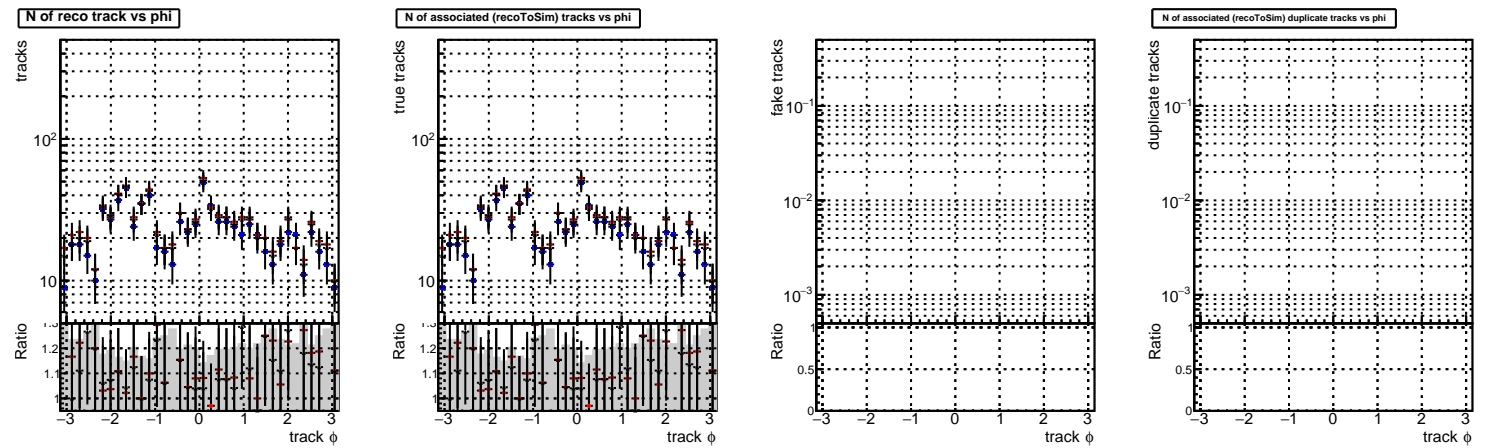 N of reco track vs phi
tracks
10²
10
Ratio
1.3
1.2
1.1
1
−3 −2 −1 0 1 2 3
track ϕ
N of associated (recoToSim) tracks vs phi
true tracks
10²
10
Ratio
1.3
1.2
1.1
1
−3 −2 −1 0 1 2 3
track ϕ
fake tracks
10⁻¹
10⁻²
10⁻³
Ratio
1
0.5
0
−3 −2 −1 0 1 2 3
track ϕ
N of associated (recoToSim) duplicate tracks vs phi
duplicate tracks
10⁻¹
10⁻²
10⁻³
Ratio
1
0.5
0
−3 −2 −1 0 1 2 3
track ϕ